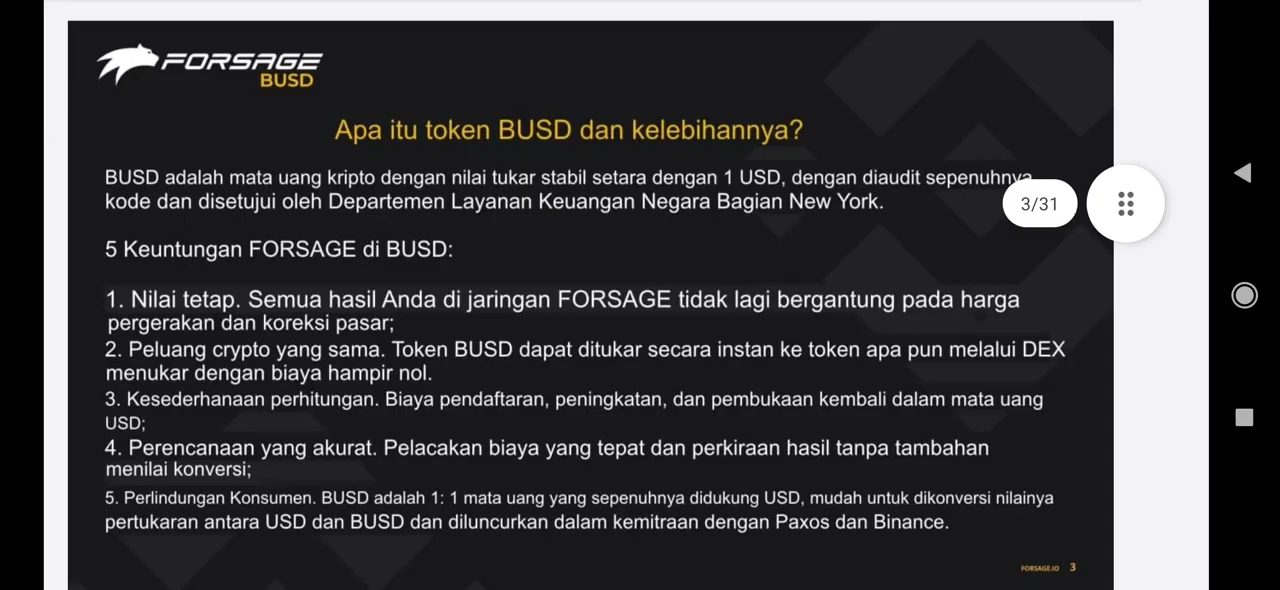 FORSAGE
BUSD
Apa itu token BUSD dan kelebihannya?
BUSD adalah mata uang kripto dengan nilai tukar stabil setara dengan 1 USD, dengan diaudit sepenuhnya
kode dan disetujui oleh Departemen Layanan Keuangan Negara Bagian New York.
3/31
5 Keuntungan FORSAGE di BUSD:
1. Nilai tetap. Semua hasil Anda di jaringan FORSAGE tidak lagi bergantung pada harga
pergerakan dan koreksi pasar;
2. Peluang crypto yang sama. Token BUSD dapat ditukar secara instan ke token apa pun melalui DEX
menukar dengan biaya hampir nol.
3. Kesederhanaan perhitungan. Biaya pendaftaran, peningkatan, dan pembukaan kembali dalam mata uang
USD;
4. Perencanaan yang akurat. Pelacakan biaya yang tepat dan perkiraan hasil tanpa tambahan
menilai konversi;
5. Perlindungan Konsumen. BUSD adalah 1: 1 mata uang yang sepenuhnya didukung USD, mudah untuk dikonversi nilainya
pertukaran antara USD dan BUSD dan diluncurkan dalam kemitraan dengan Paxos dan Binance.
FORSAGE.IO 3